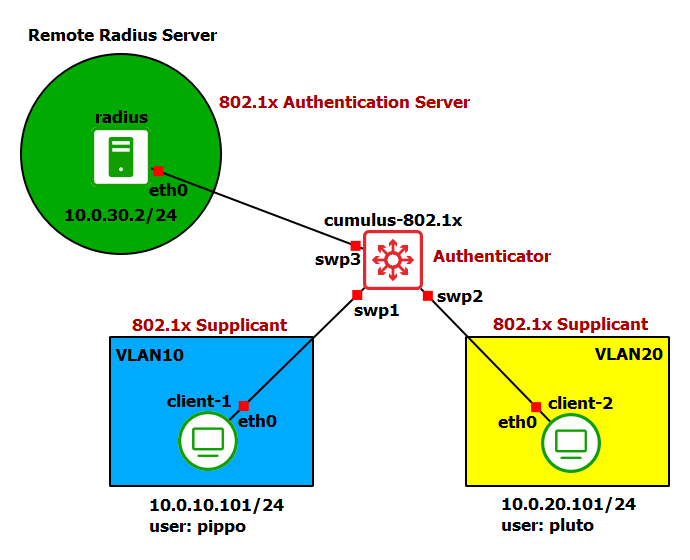 Remote Radius Server
802.1x Authentication Server
radius
eth0
10.0.30.2/24
cumulus-802.1x
swp3
Authenticator
swp1
swp2
802.1x Supplicant
802.1x Supplicant
VLAN10
VLAN20
client-1
eth0
client-2
eth0
10.0.10.101/24
user: pippo
10.0.20.101/24
user: pluto